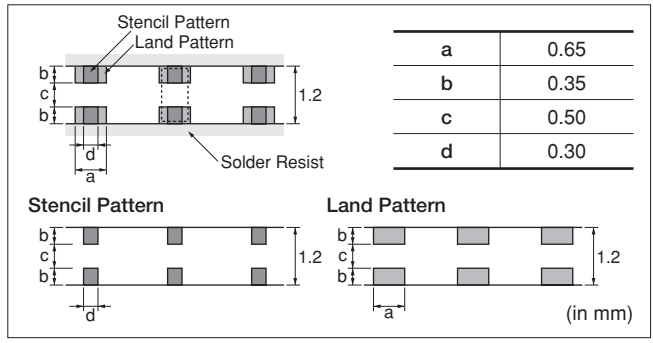 Stencil Pattern
Land Pattern
b
c
b
1.2
d
a
Solder Resist
a 0.65
b 0.35
c 0.50
d 0.30
Stencil Pattern
b
c
b
1.2
d
Land Pattern
b
c
b
1.2
a
(in mm)